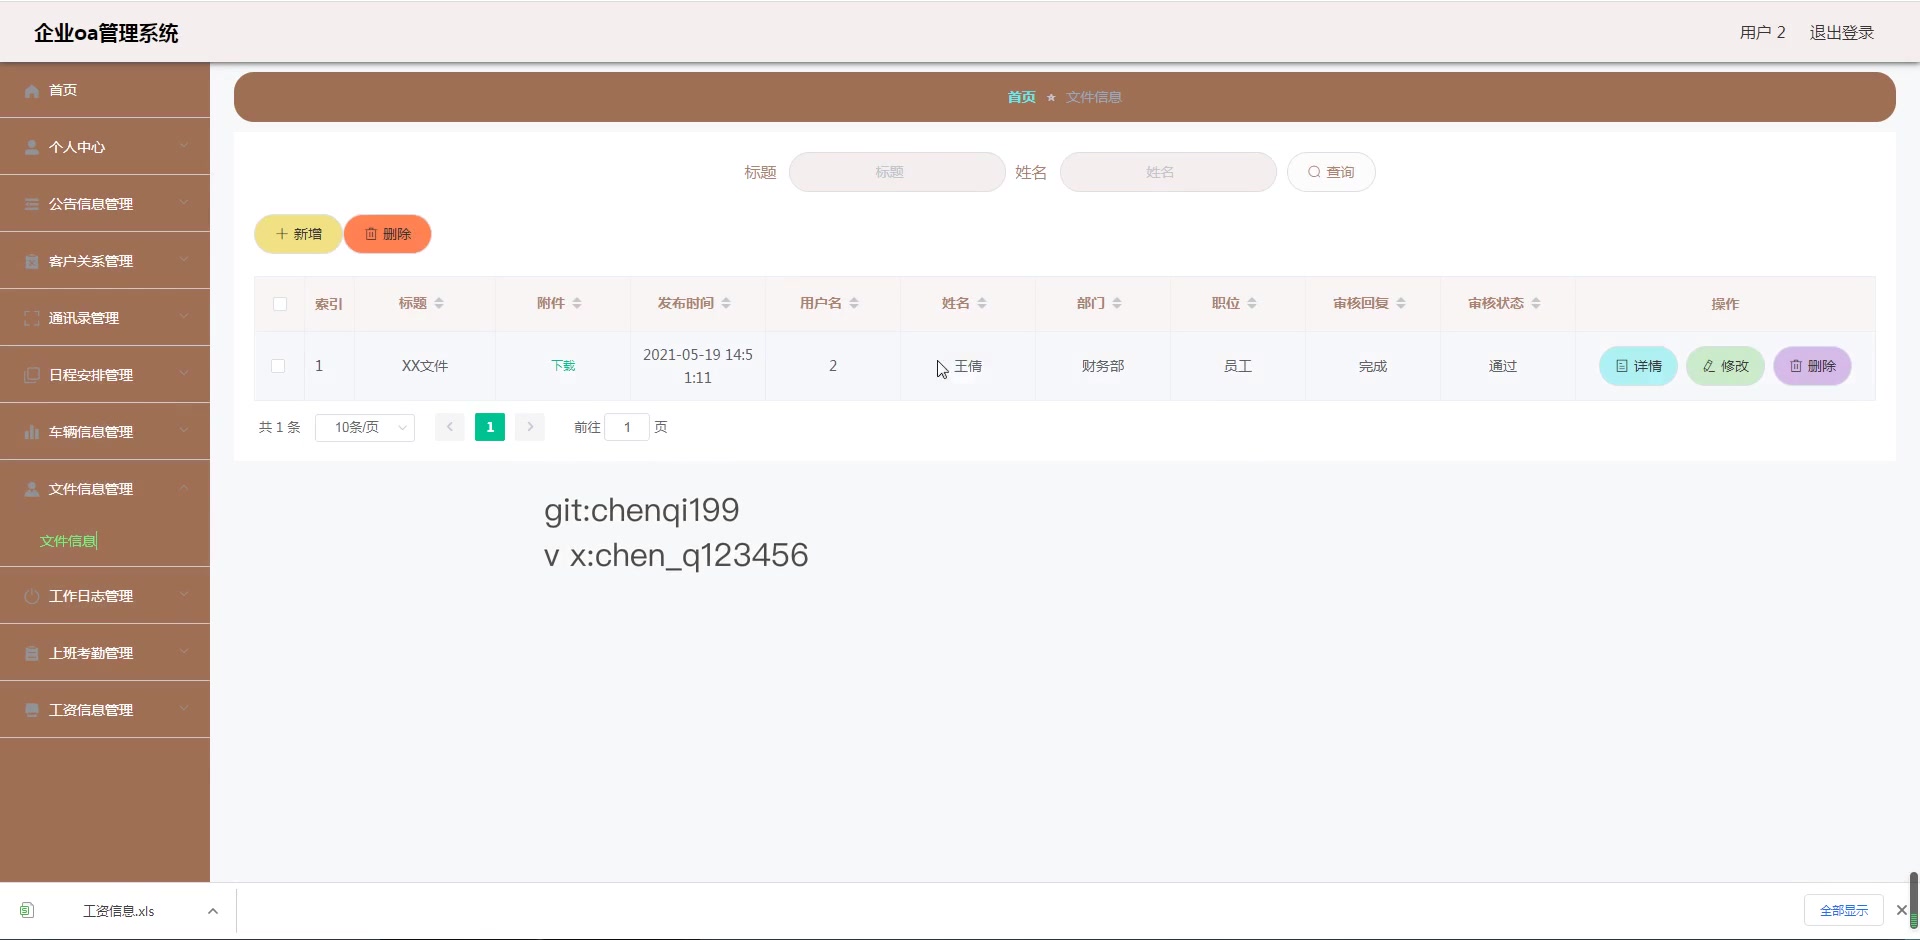 企业oa管理系统
用户 2
退出登录
首页
个人中心
公告信息管理
客户关系管理
通讯录管理
日程安排管理
车辆信息管理
文件信息管理
文件信息
工作日志管理
上班考勤管理
工资信息管理
首页 文件信息
标题 标题 姓名 姓名 查询
新增 删除
索引 标题 附件 发布时间 用户名 姓名 部门 职位 审核回复 审核状态 操作
1 XX文件 下载 2021-05-19 14:5 2 王倩 财务部 员工 完成 通过 详情 修改 删除
1:11
共 1 条 10条/页 1 前往 1 页
git:chenqi199
v x:chen_q123456
工资信息.xls
全部显示